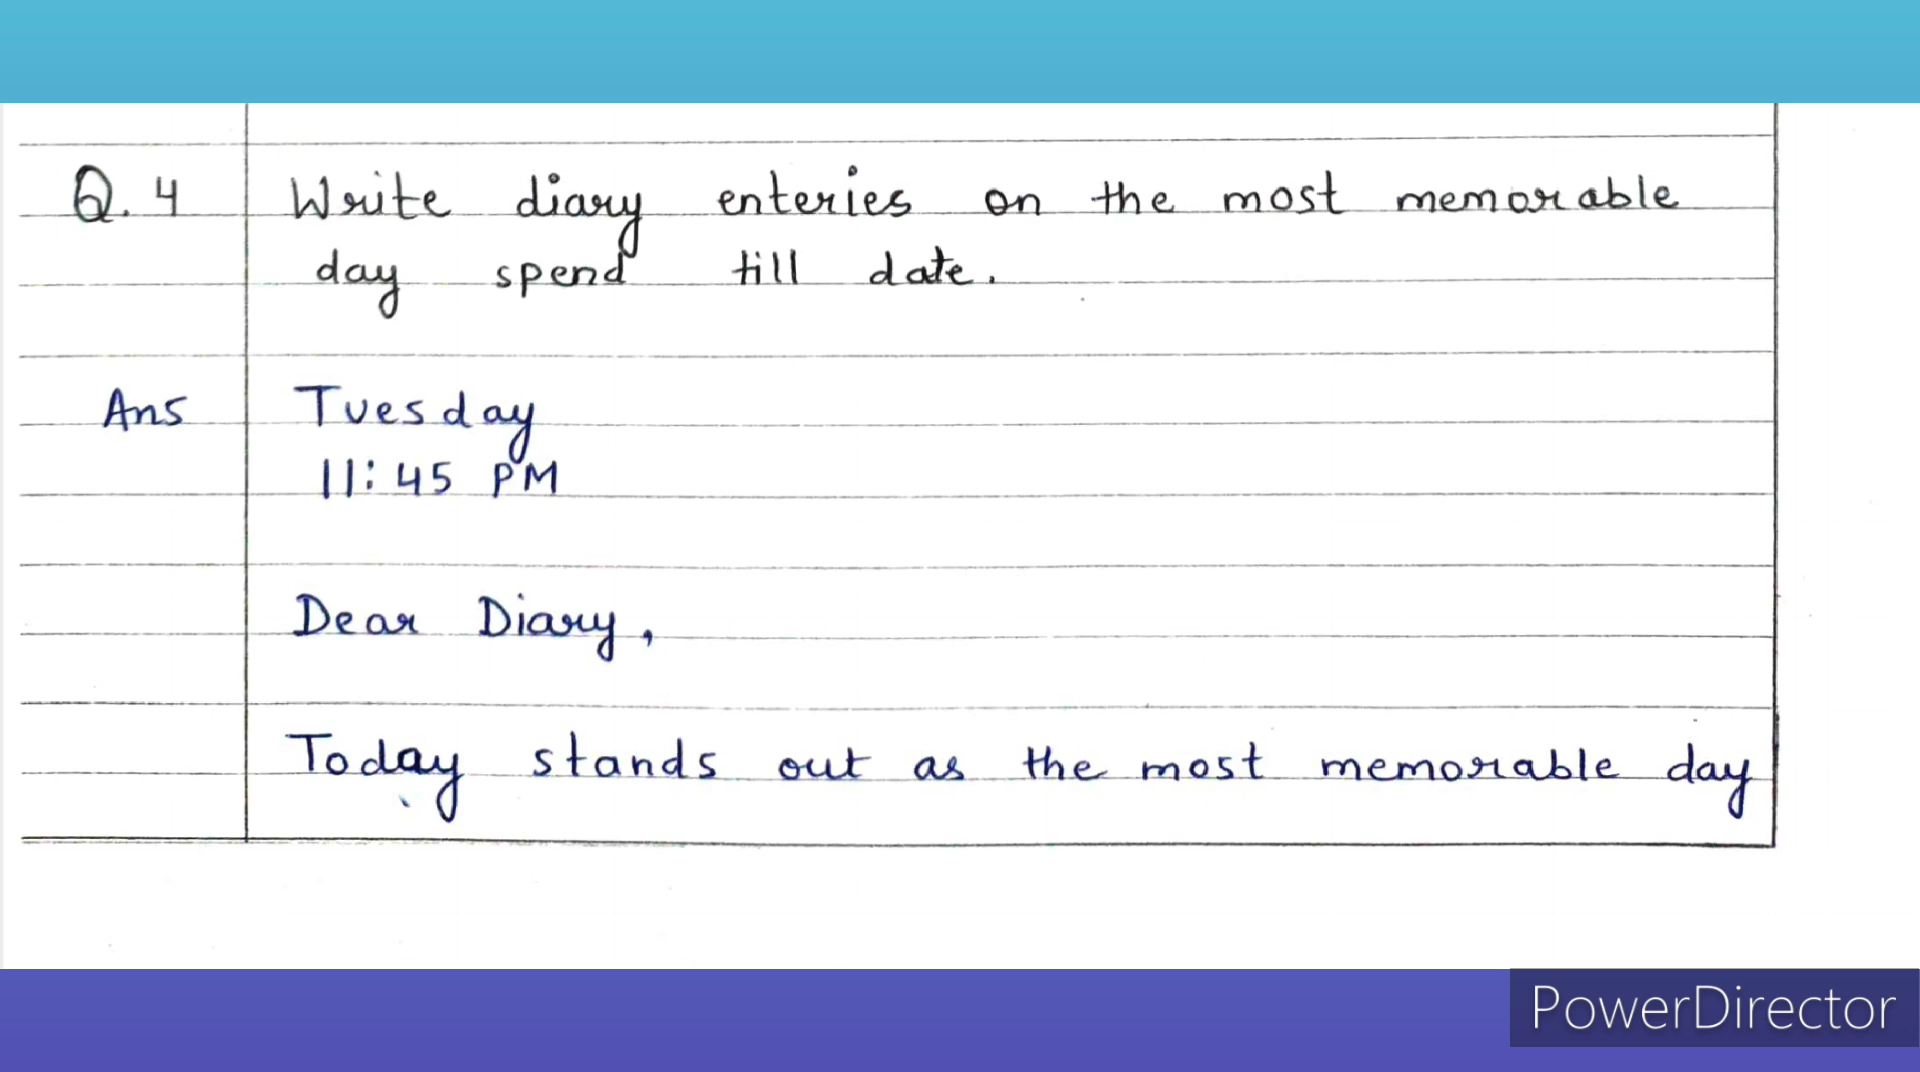 Q.4 Write diary enteries on the most memorable
day spend till date.
Ans Tuesday
11:45 PM
Dear Diary,
Today stands out as the most memorable day
PowerDirector